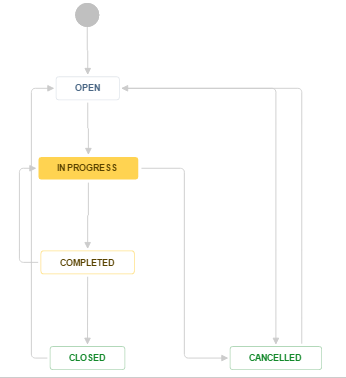 OPEN
IN PROGRESS
COMPLETED
CLOSED
CANCELLED